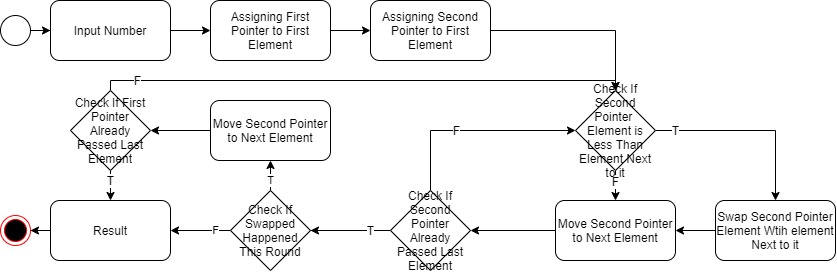 Input Number
Assigning First
Pointer to First
Element
Assigning Second
Pointer to First
Element
F
Check If First
Pointer
Already
Passed Last
Element
Move Second Pointer
to Next Element
F
Check If
Second
Pointer
Element is
Less Than
Element Next
to it
T
T
T
F
Result
F
Check If
Swapped
Happened
This Round
T
Check If
Second
Pointer
Already
Passed Last
Element
Move Second Pointer
to Next Element
Swap Second Pointer
Element Wtih element
Next to it